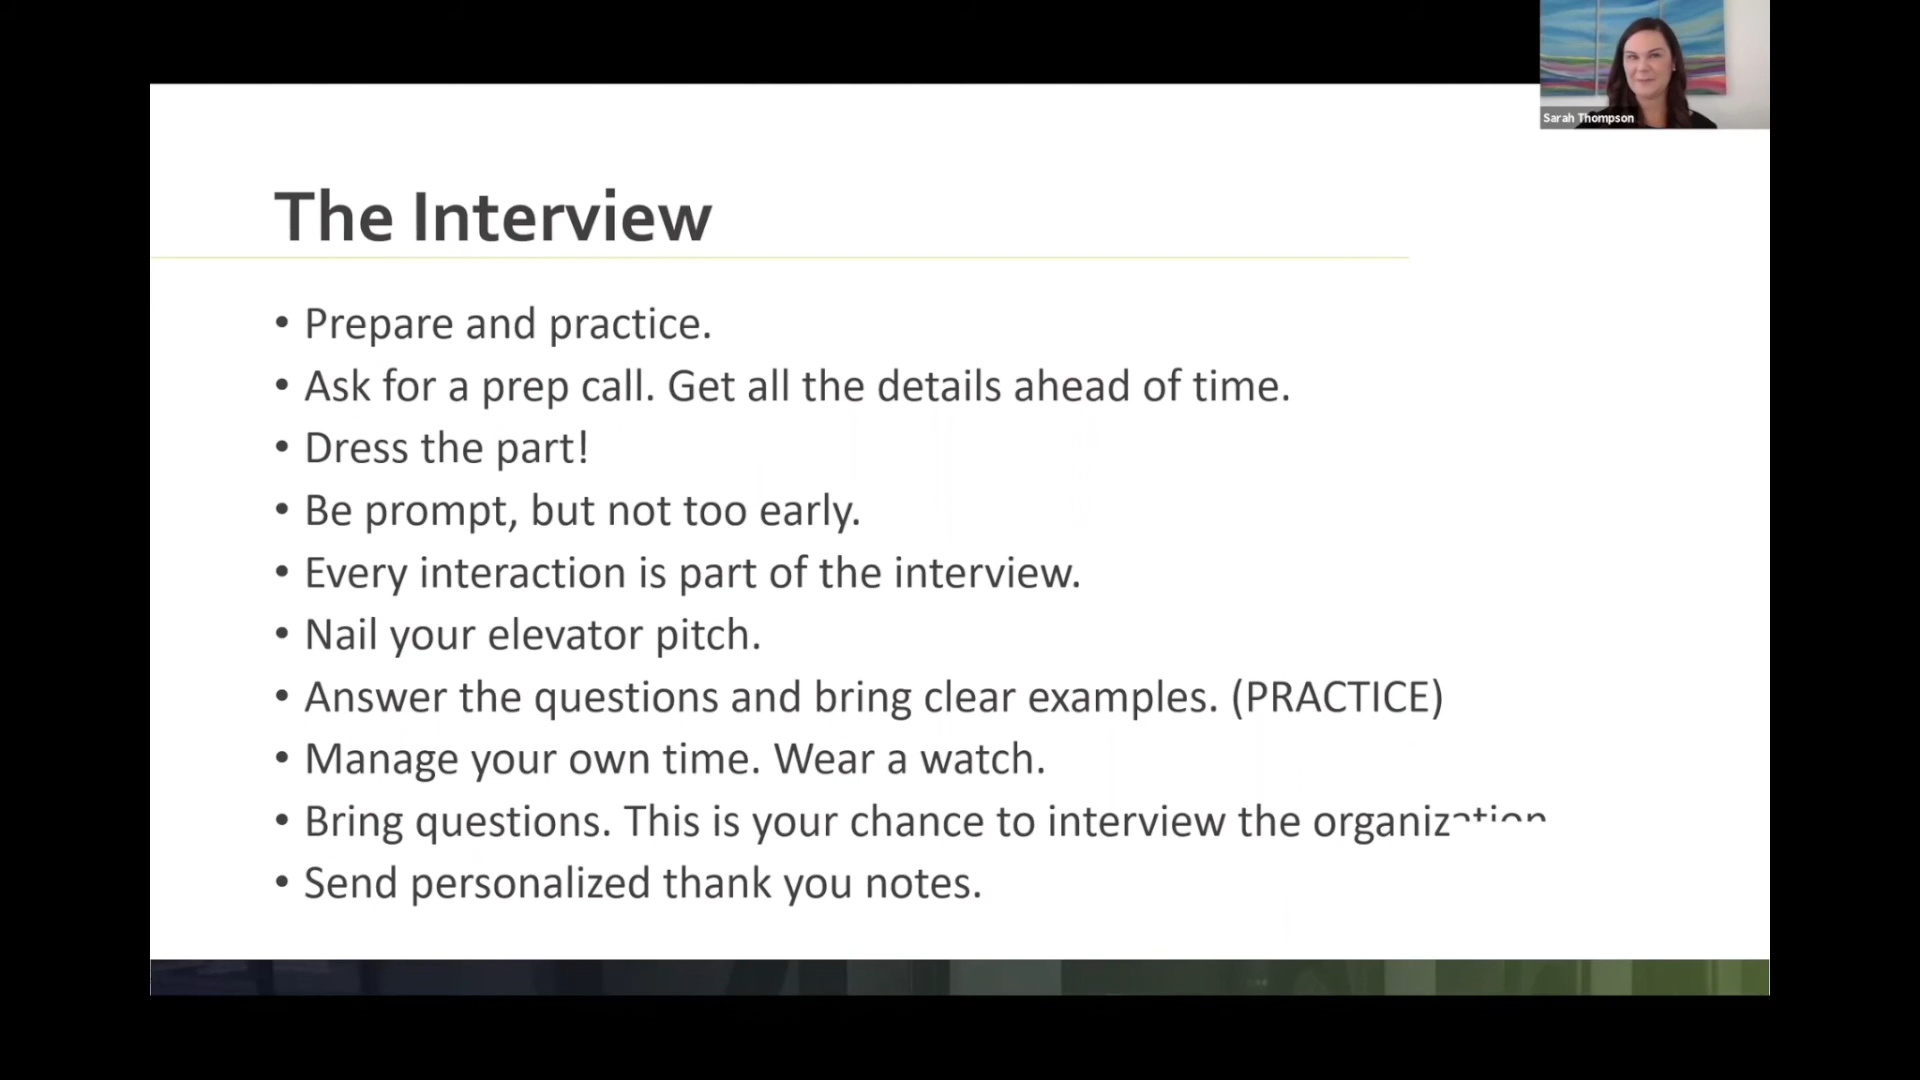 Sarah Thompson
The Interview
• Prepare and practice.
• Ask for a prep call. Get all the details ahead of time.
• Dress the part!
• Be prompt, but not too early.
• Every interaction is part of the interview.
• Nail your elevator pitch.
• Answer the questions and bring clear examples. (PRACTICE)
• Manage your own time. Wear a watch.
• Bring questions. This is your chance to interview the organization
• Send personalized thank you notes.